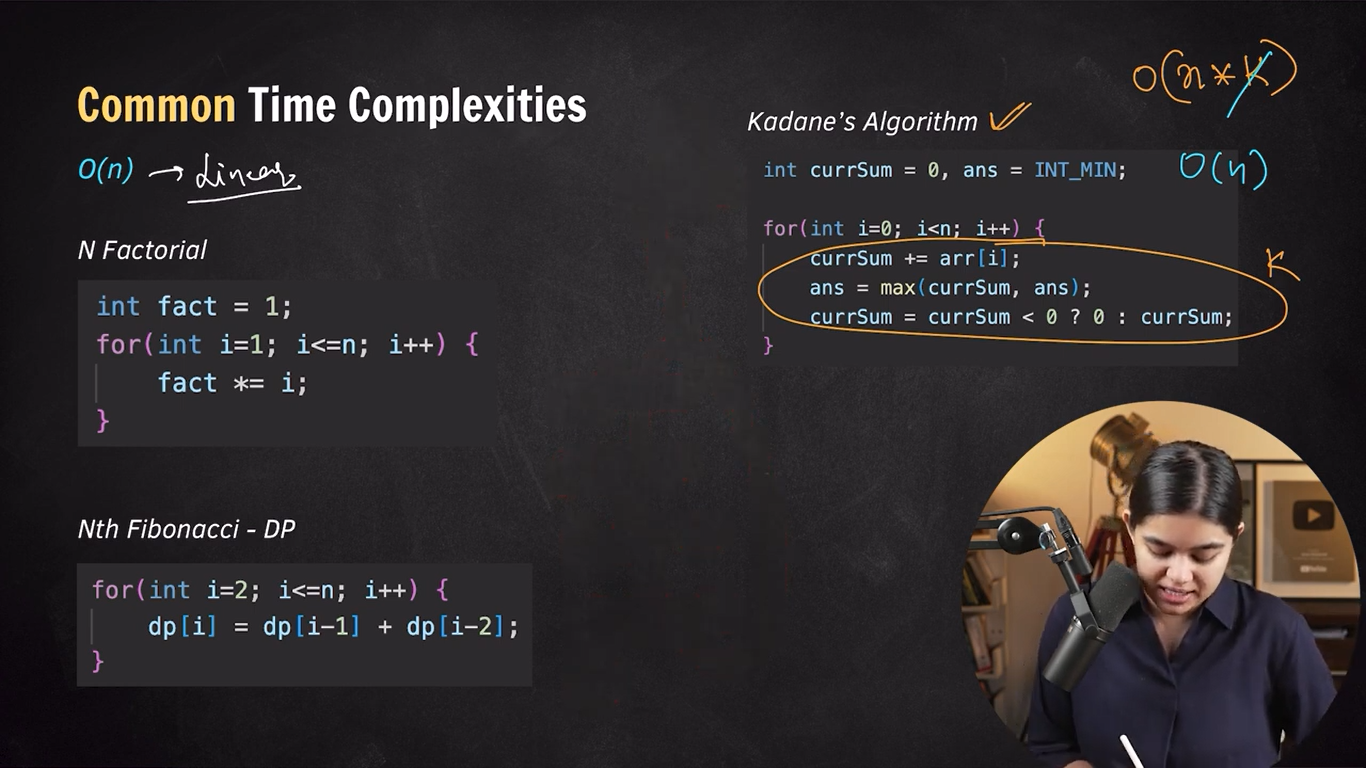 Common Time Complexities
O(n) → Linear
N Factorial
int fact = 1;
for(int i=1; i<=n; i++) {
    fact *= i;
}
Nth Fibonacci - DP
for(int i=2; i<=n; i++) {
    dp[i] = dp[i-1] + dp[i-2];
}
O(n * K)
Kadane's Algorithm ✓
int currSum = 0, ans = INT_MIN;
O(n)
for(int i=0; i<n; i++) {
    currSum += arr[i];
    ans = max(currSum, ans);
    currSum = currSum < 0 ? 0 : currSum;
}
K